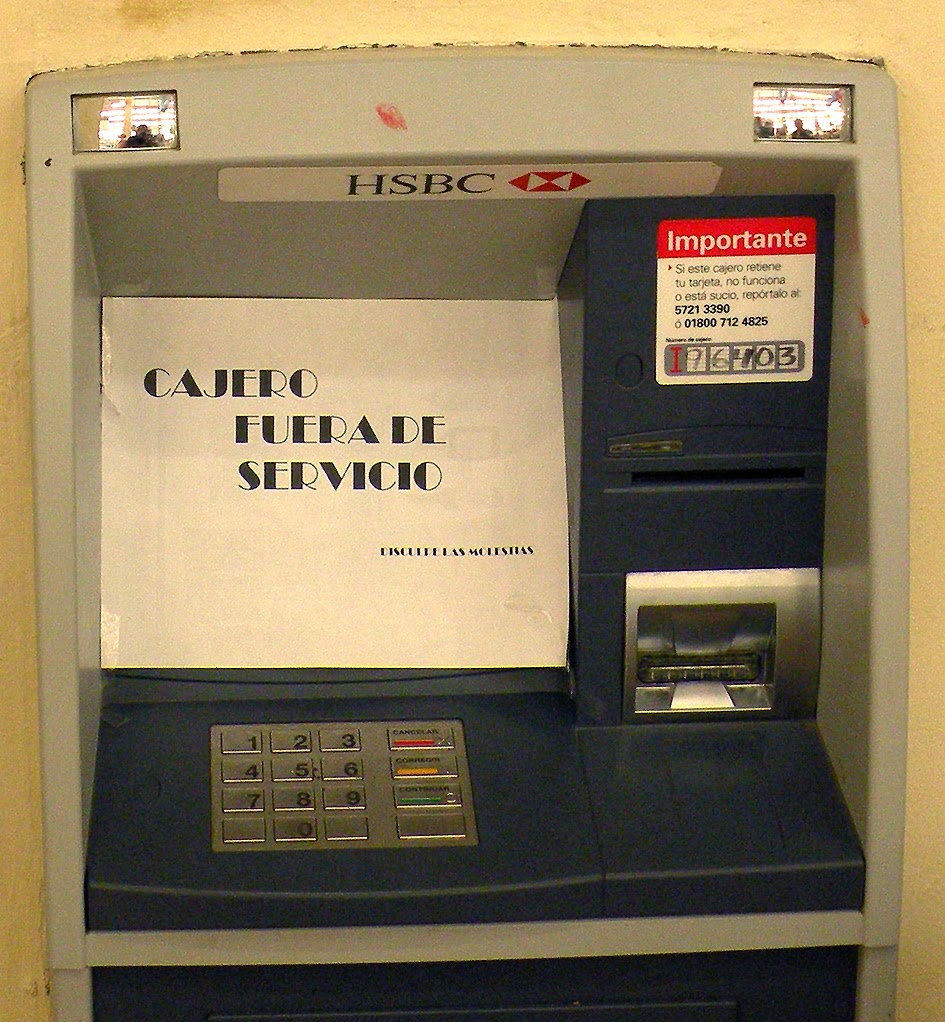 HSBC
Importante
Si este cajero retiene
tu tarjeta, no funciona
o está sucio, repórtalo al:
5721 3390
ó 01800 712 4825
Número de cajero
I96403
CAJERO
FUERA DE
SERVICIO
DISCULPE LAS MOLESTIAS
1 2 3 CANCELAR
4 5 6 CORREGIR
7 8 9 CONTINUAR
0